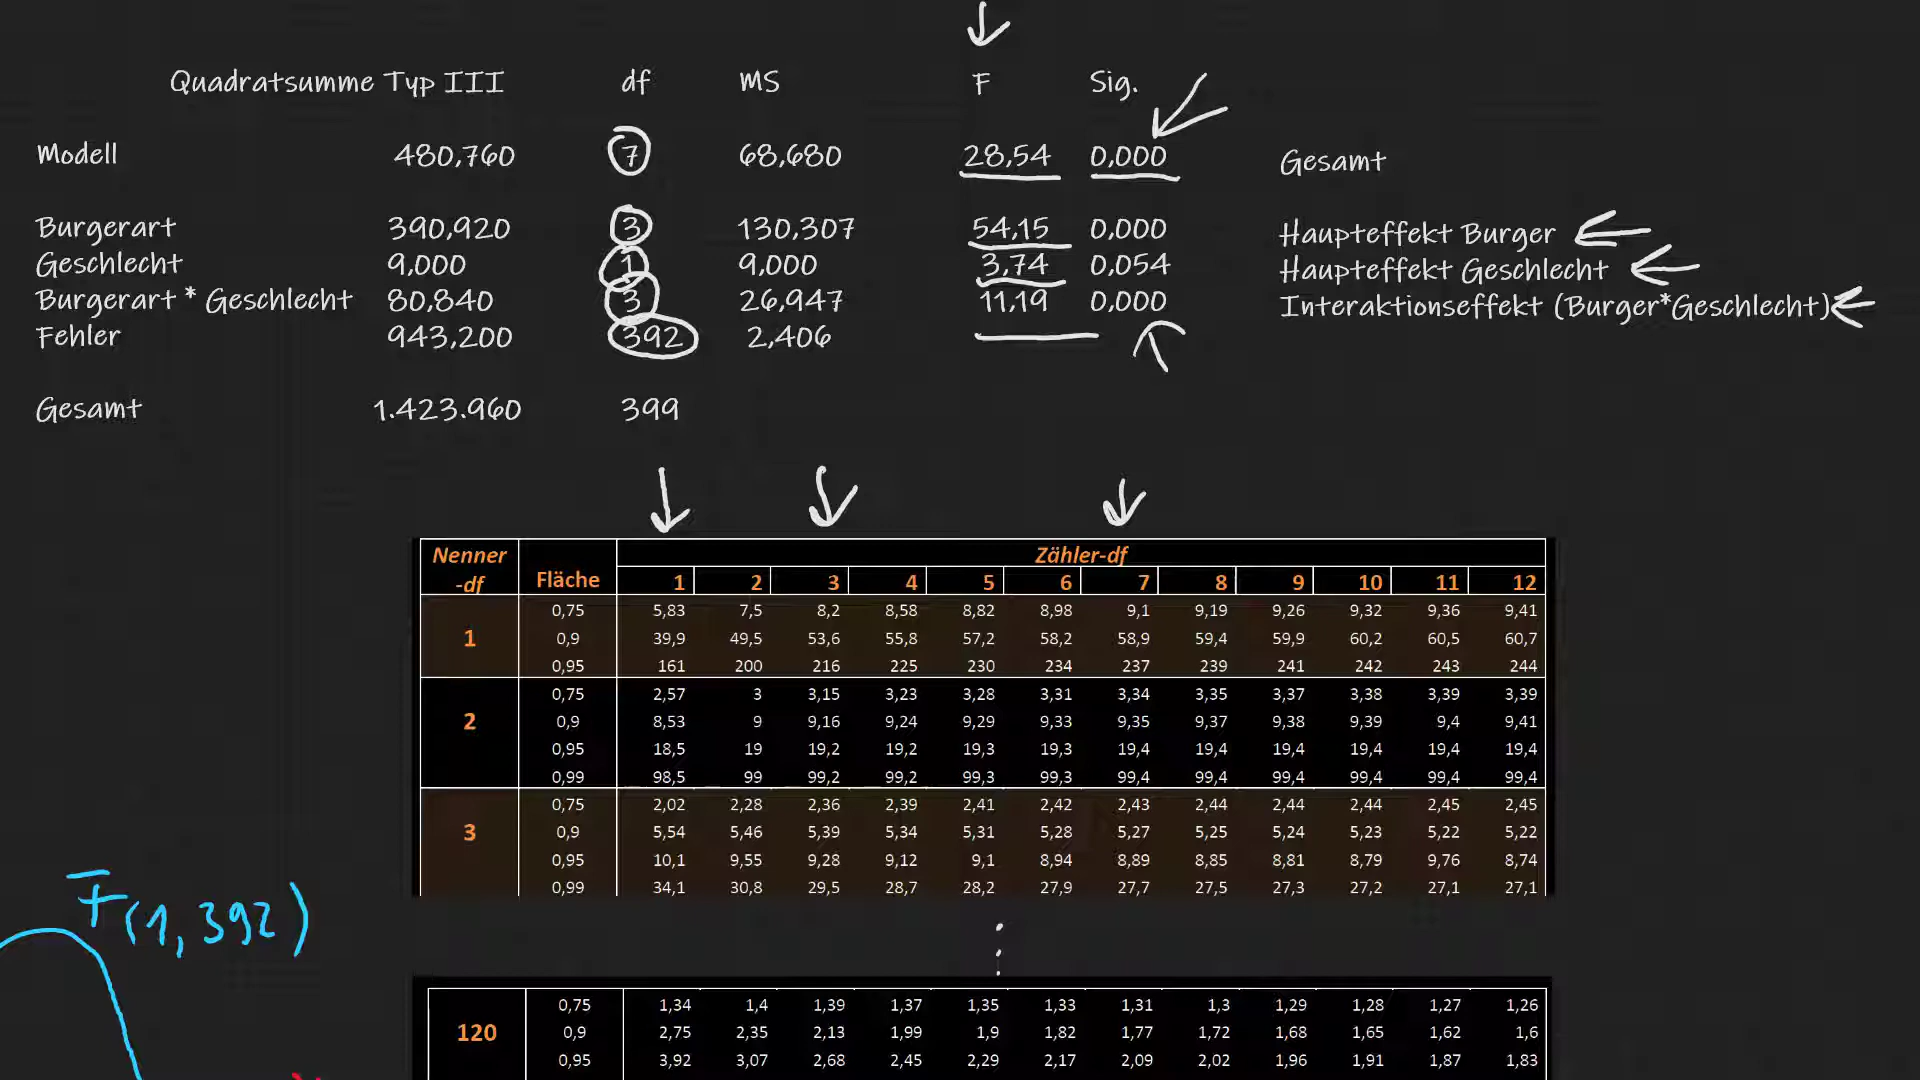 Quadratsumme Typ III df MS F Sig.
Modell 480,760 7 68,680 28,54 0,000 Gesamt
Burgerart 390,920 3 130,307 54,15 0,000 Haupteffekt Burger
Geschlecht 9,000 1 9,000 3,74 0,054 Haupteffekt Geschlecht
Burgerart * Geschlecht 80,840 3 26,947 11,19 0,000 Interaktionseffekt (Burger*Geschlecht)
Fehler 943,200 392 2,406
Gesamt 1.423.960 399
Nenner Zähler-df
-df Fläche 1 2 3 4 5 6 7 8 9 10 11 12
0,75 5,83 7,5 8,2 8,58 8,82 8,98 9,1 9,19 9,26 9,32 9,36 9,41
1 0,9 39,9 49,5 53,6 55,8 57,2 58,2 58,9 59,4 59,9 60,2 60,5 60,7
0,95 161 200 216 225 230 234 237 239 241 242 243 244
0,75 2,57 3 3,15 3,23 3,28 3,31 3,34 3,35 3,37 3,38 3,39 3,39
2 0,9 8,53 9 9,16 9,24 9,29 9,33 9,35 9,37 9,38 9,39 9,4 9,41
0,95 18,5 19 19,2 19,2 19,3 19,3 19,4 19,4 19,4 19,4 19,4 19,4
0,99 98,5 99 99,2 99,2 99,3 99,3 99,4 99,4 99,4 99,4 99,4 99,4
0,75 2,02 2,28 2,36 2,39 2,41 2,42 2,43 2,44 2,44 2,44 2,45 2,45
3 0,9 5,54 5,46 5,39 5,34 5,31 5,28 5,27 5,25 5,24 5,23 5,22 5,22
0,95 10,1 9,55 9,28 9,12 9,1 8,94 8,89 8,85 8,81 8,79 9,76 8,74
0,99 34,1 30,8 29,5 28,7 28,2 27,9 27,7 27,5 27,3 27,2 27,1 27,1
F(1,392)
0,75 1,34 1,4 1,39 1,37 1,35 1,33 1,31 1,3 1,29 1,28 1,27 1,26
120 0,9 2,75 2,35 2,13 1,99 1,9 1,82 1,77 1,72 1,68 1,65 1,62 1,6
0,95 3,92 3,07 2,68 2,45 2,29 2,17 2,09 2,02 1,96 1,91 1,87 1,83